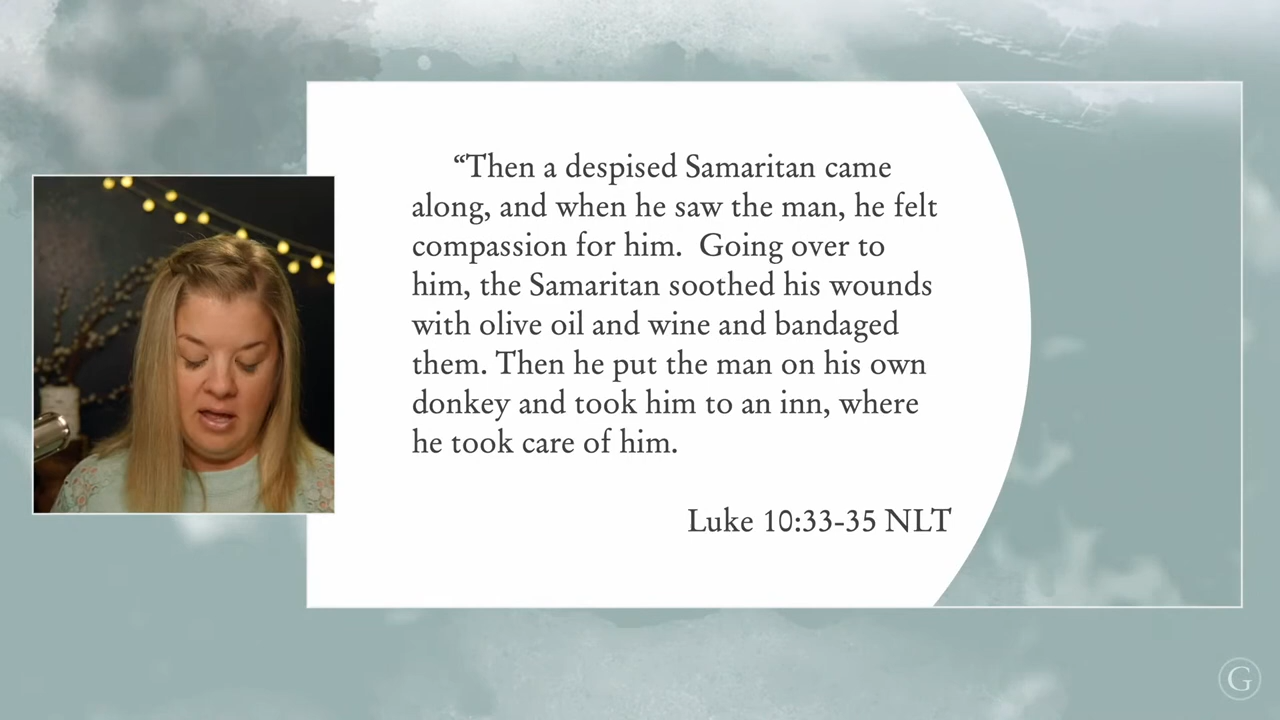 “Then a despised Samaritan came
along, and when he saw the man, he felt
compassion for him.  Going over to
him, the Samaritan soothed his wounds
with olive oil and wine and bandaged
them. Then he put the man on his own
donkey and took him to an inn, where
he took care of him.
Luke 10:33-35 NLT
G